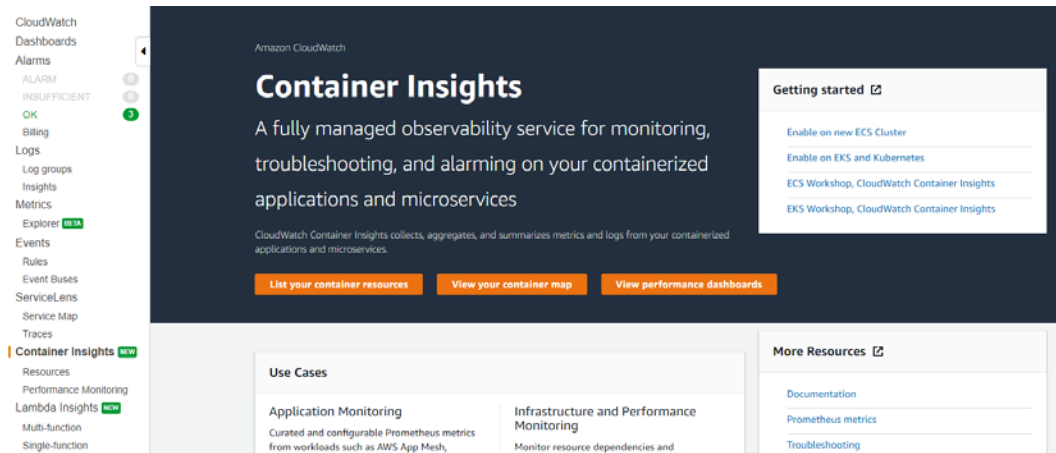 CloudWatch
Dashboards
Alarms
ALARM 0
INSUFFICIENT 0
OK 3
Billing
Logs
Log groups
Insights
Metrics
Explorer BETA
Events
Rules
Event Buses
ServiceLens
Service Map
Traces
Container Insights NEW
Resources
Performance Monitoring
Lambda Insights NEW
Multi-function
Single-function
Amazon CloudWatch
Container Insights
A fully managed observability service for monitoring,
troubleshooting, and alarming on your containerized
applications and microservices
CloudWatch Container Insights collects, aggregates, and summarizes metrics and logs from your containerized
applications and microservices.
List your container resources
View your container map
View performance dashboards
Getting started
Enable on new ECS Cluster
Enable on EKS and Kubernetes
ECS Workshop, CloudWatch Container Insights
EKS Workshop, CloudWatch Container Insights
Use Cases
Application Monitoring
Curated and configurable Prometheus metrics
from workloads such as AWS App Mesh,
Infrastructure and Performance
Monitoring
Monitor resource dependencies and
More Resources
Documentation
Prometheus metrics
Troubleshooting